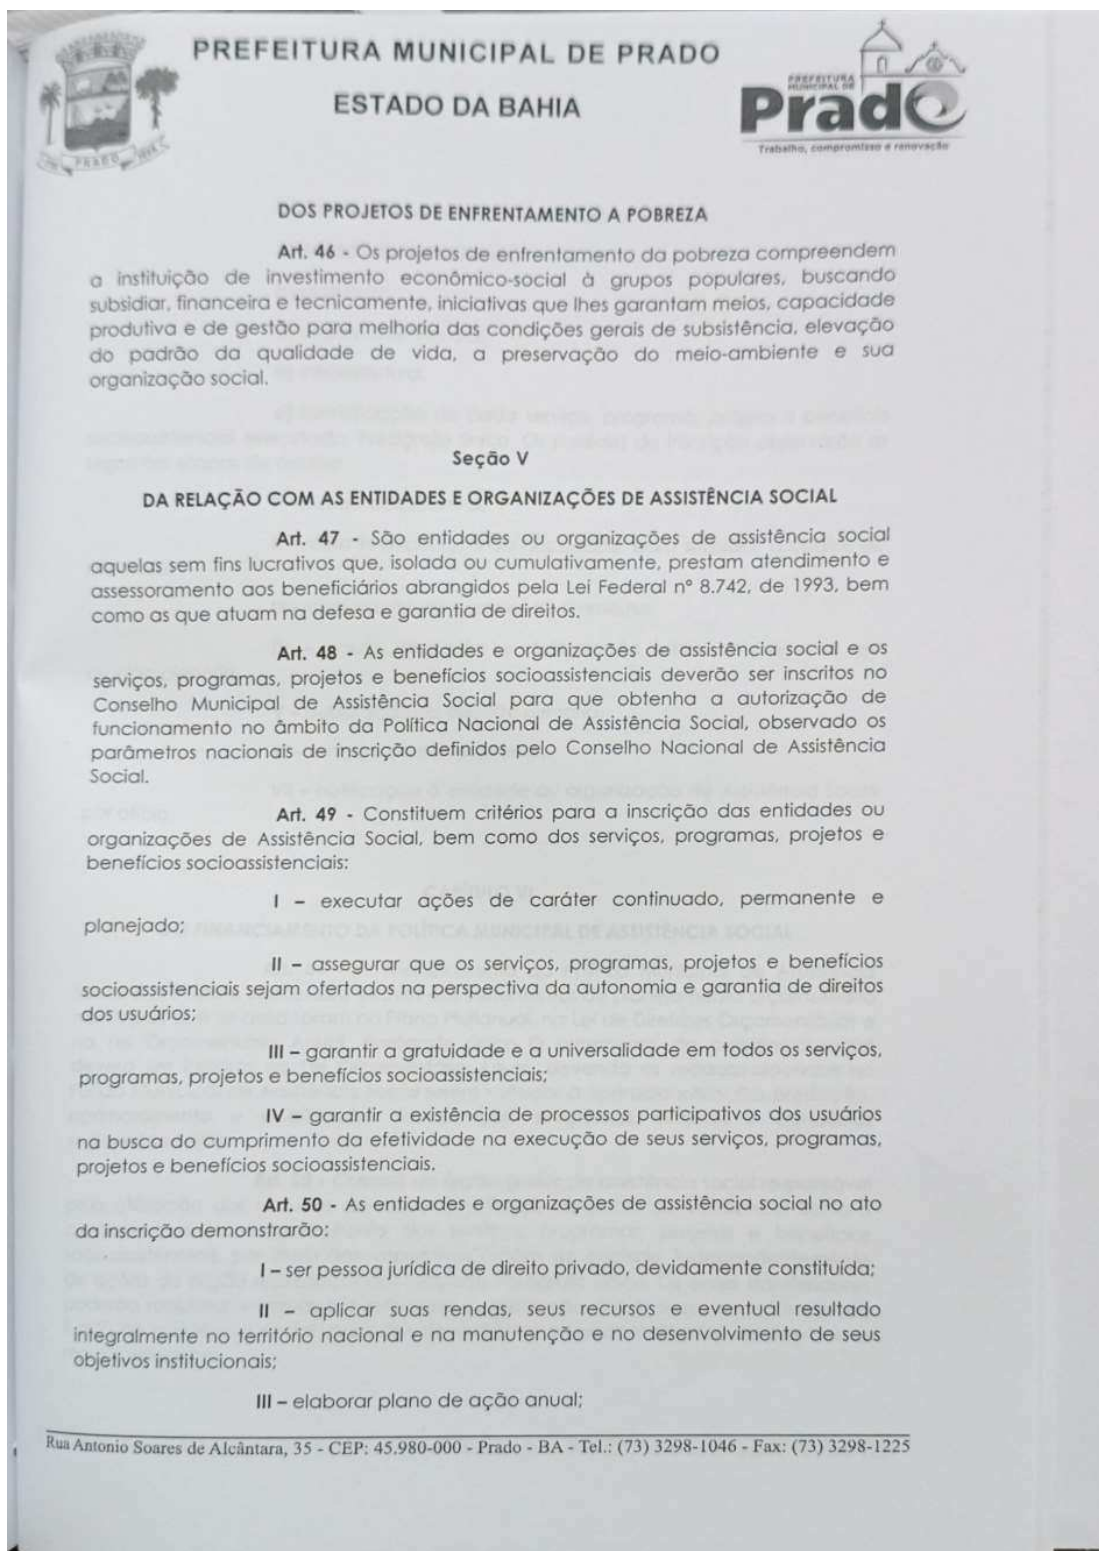 PREFEITURA MUNICIPAL DE PRADO
ESTADO DA BAHIA
PRADO
PREFEITURA
MUNICIPAL DE
Prado
Trabalho, compromisso e renovação
DOS PROJETOS DE ENFRENTAMENTO A POBREZA
Art. 46 - Os projetos de enfrentamento da pobreza compreendem
a instituição de investimento econômico-social à grupos populares, buscando
subsidiar, financeira e tecnicamente, iniciativas que lhes garantam meios, capacidade
produtiva e de gestão para melhoria das condições gerais de subsistência, elevação
do padrão da qualidade de vida, a preservação do meio-ambiente e sua
organização social.
Seção V
DA RELAÇÃO COM AS ENTIDADES E ORGANIZAÇÕES DE ASSISTÊNCIA SOCIAL
Art. 47 - São entidades ou organizações de assistência social
aquelas sem fins lucrativos que, isolada ou cumulativamente, prestam atendimento e
assessoramento aos beneficiários abrangidos pela Lei Federal nº 8.742, de 1993, bem
como as que atuam na defesa e garantia de direitos.
Art. 48 - As entidades e organizações de assistência social e os
serviços, programas, projetos e benefícios socioassistenciais deverão ser inscritos no
Conselho Municipal de Assistência Social para que obtenha a autorização de
funcionamento no âmbito da Política Nacional de Assistência Social, observado os
parâmetros nacionais de inscrição definidos pelo Conselho Nacional de Assistência
Social.
Art. 49 - Constituem critérios para a inscrição das entidades ou
organizações de Assistência Social, bem como dos serviços, programas, projetos e
benefícios socioassistenciais:
I – executar ações de caráter continuado, permanente e
planejado;
II – assegurar que os serviços, programas, projetos e benefícios
socioassistenciais sejam ofertados na perspectiva da autonomia e garantia de direitos
dos usuários;
III – garantir a gratuidade e a universalidade em todos os serviços,
programas, projetos e benefícios socioassistenciais;
IV – garantir a existência de processos participativos dos usuários
na busca do cumprimento da efetividade na execução de seus serviços, programas,
projetos e benefícios socioassistenciais.
Art. 50 - As entidades e organizações de assistência social no ato
da inscrição demonstrarão:
I – ser pessoa jurídica de direito privado, devidamente constituída;
II – aplicar suas rendas, seus recursos e eventual resultado
integralmente no território nacional e na manutenção e no desenvolvimento de seus
objetivos institucionais;
III – elaborar plano de ação anual;
Rua Antonio Soares de Alcântara, 35 - CEP: 45.980-000 - Prado - BA - Tel.: (73) 3298-1046 - Fax: (73) 3298-1225